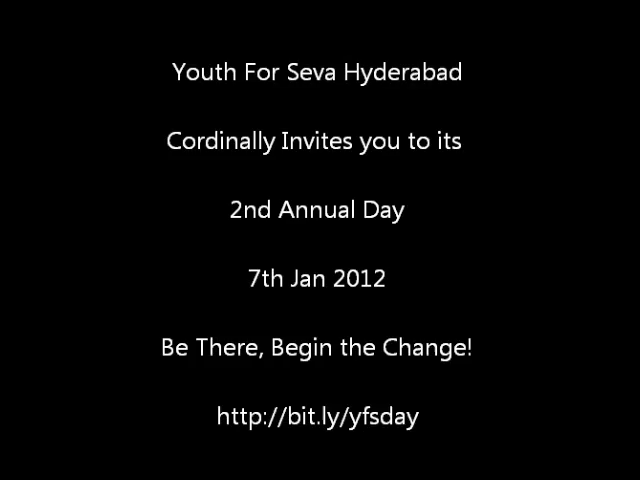 Youth For Seva Hyderabad
Cordinally Invites you to its
2nd Annual Day
7th Jan 2012
Be There, Begin the Change!
http://bit.ly/yfsday